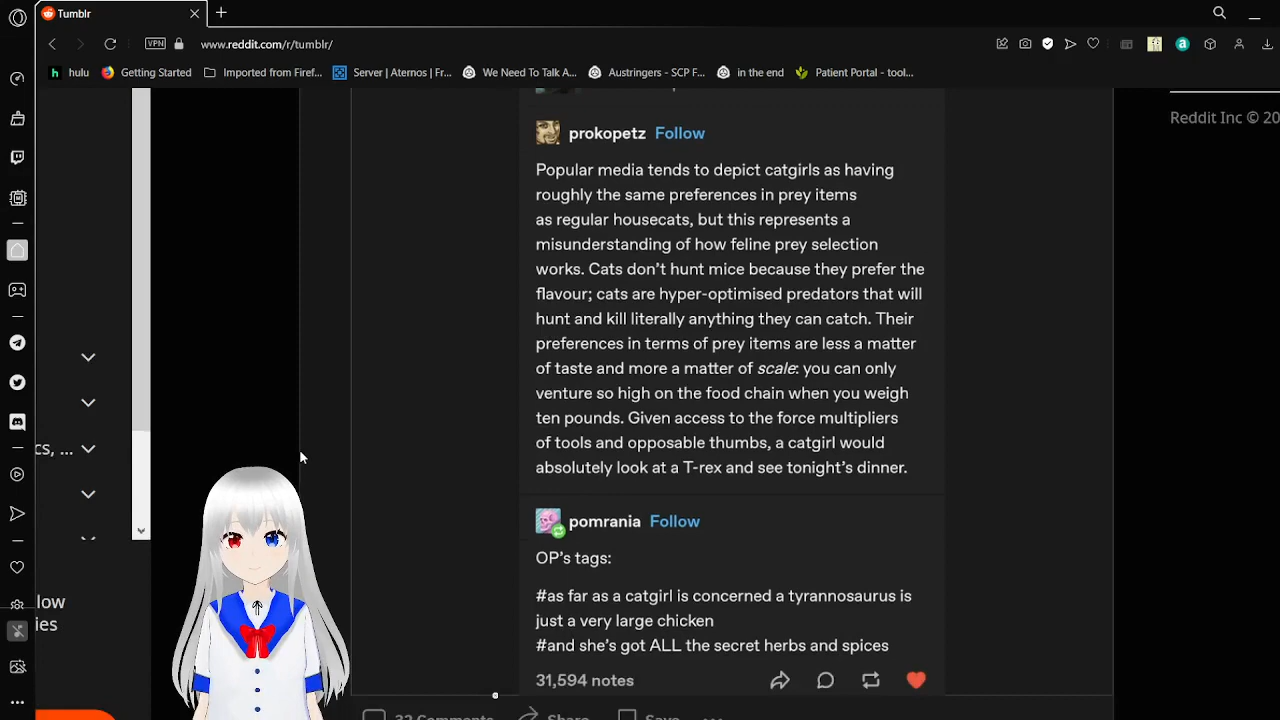 Tumblr
www.reddit.com/r/tumblr/
VPN
hulu
Getting Started
Imported from Firef...
Server | Aternos | Fr...
We Need To Talk A...
Austringers - SCP F...
in the end
Patient Portal - tool...
Reddit Inc © 20
prokopetz Follow
Popular media tends to depict catgirls as having
roughly the same preferences in prey items
as regular housecats, but this represents a
misunderstanding of how feline prey selection
works. Cats don't hunt mice because they prefer the
flavour; cats are hyper-optimised predators that will
hunt and kill literally anything they can catch. Their
preferences in terms of prey items are less a matter
of taste and more a matter of scale: you can only
venture so high on the food chain when you weigh
ten pounds. Given access to the force multipliers
of tools and opposable thumbs, a catgirl would
absolutely look at a T-rex and see tonight's dinner.
cs, ...
low
ies
pomrania Follow
OP's tags:
#as far as a catgirl is concerned a tyrannosaurus is
just a very large chicken
#and she's got ALL the secret herbs and spices
31,594 notes
32 Comments
Share
Save